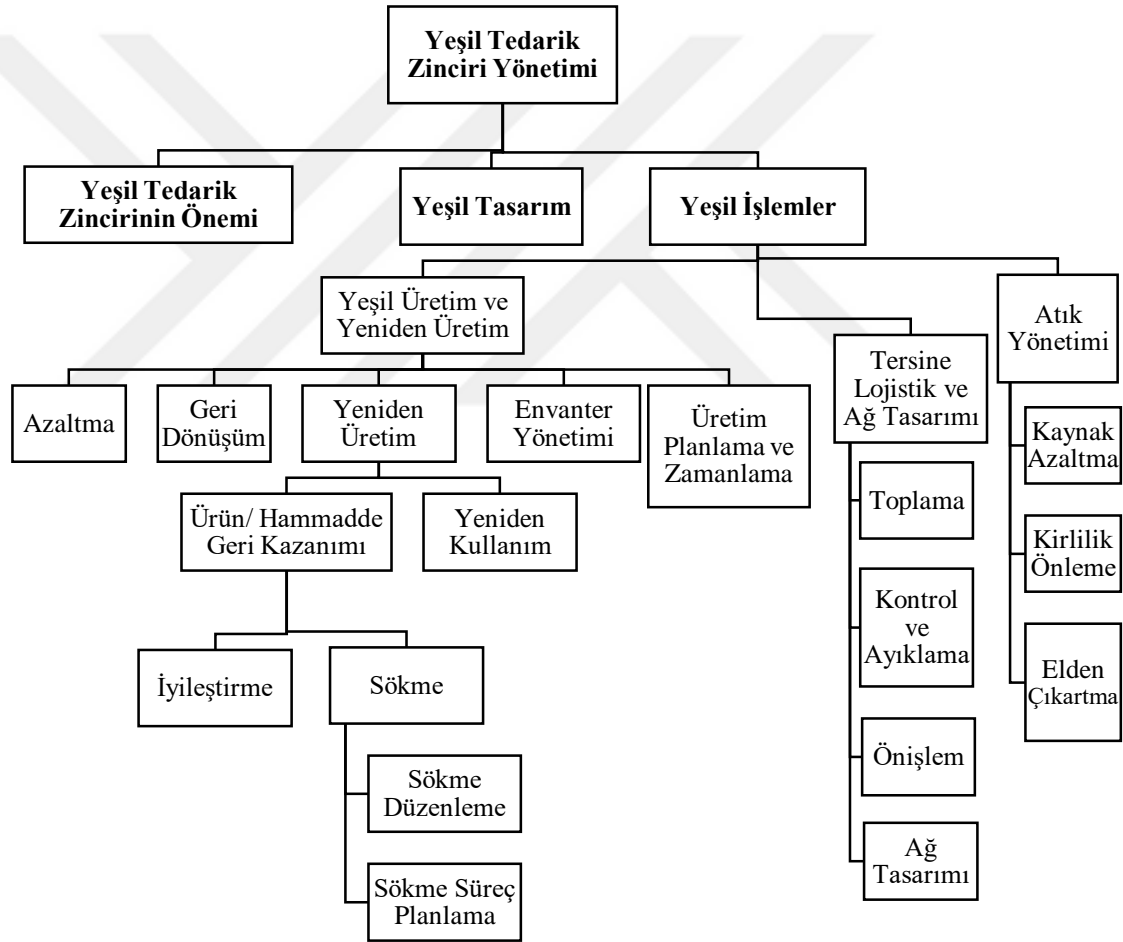 Yeşil Tedarik
Zinciri Yönetimi
Yeşil Tedarik
Zincirinin Önemi
Yeşil Tasarım
Yeşil İşlemler
Yeşil Üretim ve
Yeniden Üretim
Azaltma
Geri
Dönüşüm
Yeniden
Üretim
Ürün/ Hammadde
Geri Kazanımı
İyileştirme
Sökme
Sökme
Düzenleme
Sökme Süreç
Planlama
Yeniden
Kullanım
Envanter
Yönetimi
Üretim
Planlama ve
Zamanlama
Tersine
Lojistik ve
Ağ Tasarımı
Toplama
Kontrol
ve
Ayıklama
Önişlem
Ağ
Tasarımı
Atık
Yönetimi
Kaynak
Azaltma
Kirlilik
Önleme
Elden
Çıkartma